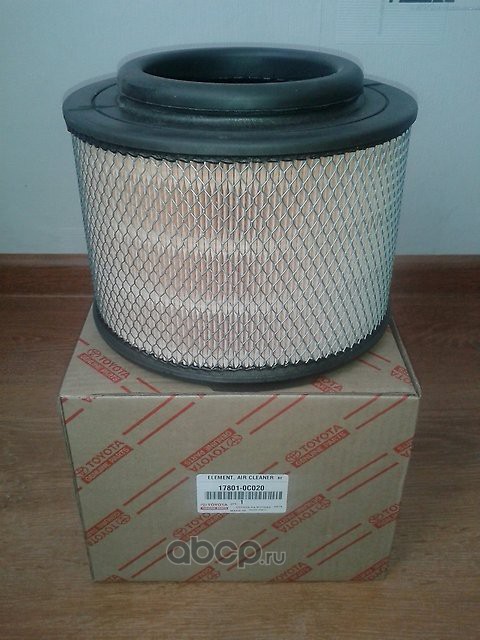 TOYOTA
GENUINE PARTS
TOYOTA
GENUINE PARTS
TOYOTA
GENUINE PARTS
ELEMENT, AIR CLEANER
17801-0C020
TOYOTA 1
GENUINE PARTS
abcp.ru